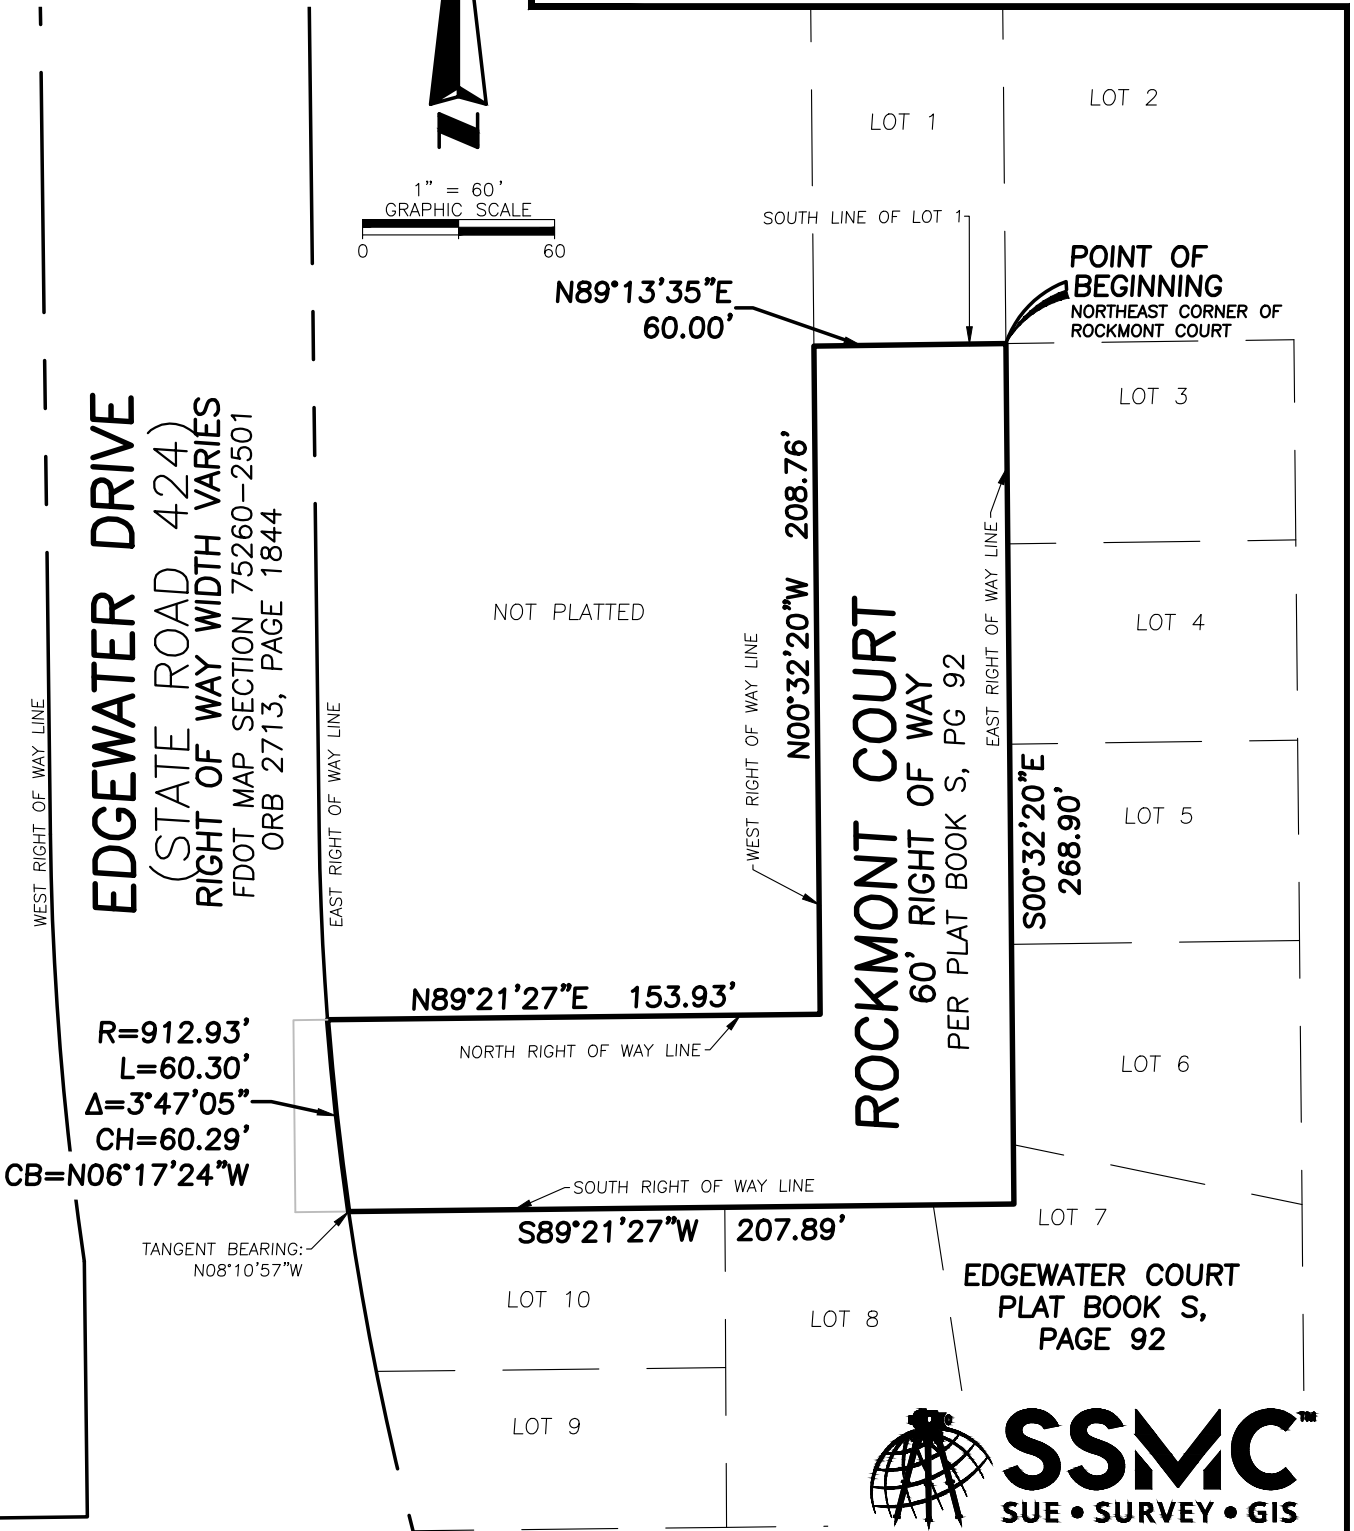 LOT 2
LOT 1
Z
1" = 60'
GRAPHIC SCALE
0 60
SOUTH LINE OF LOT 1
POINT OF
BEGINNING
NORTHEAST CORNER OF
ROCKMONT COURT
N89°13'35"E
60.00'
LOT 3
EDGEWATER DRIVE
(STATE ROAD 424)
RIGHT OF WAY WIDTH VARIES
FDOT MAP SECTION 75260-2501
ORB 2713, PAGE 1844
WEST RIGHT OF WAY LINE
EAST RIGHT OF WAY LINE
NOT PLATTED
WEST RIGHT OF WAY LINE
N00°32'20"W 208.76'
ROCKMONT COURT
60' RIGHT OF WAY
PER PLAT BOOK S, PG 92
EAST RIGHT OF WAY LINE
S00°32'20"E
268.90'
LOT 4
LOT 5
LOT 6
N89°21'27"E 153.93'
NORTH RIGHT OF WAY LINE
R=912.93'
L=60.30'
Δ=3°47'05"
CH=60.29'
CB=N06°17'24"W
SOUTH RIGHT OF WAY LINE
S89°21'27"W 207.89'
TANGENT BEARING:
N08°10'57"W
LOT 7
EDGEWATER COURT
PLAT BOOK S,
PAGE 92
LOT 10
LOT 8
LOT 9
SSMC™
SUE • SURVEY • GIS